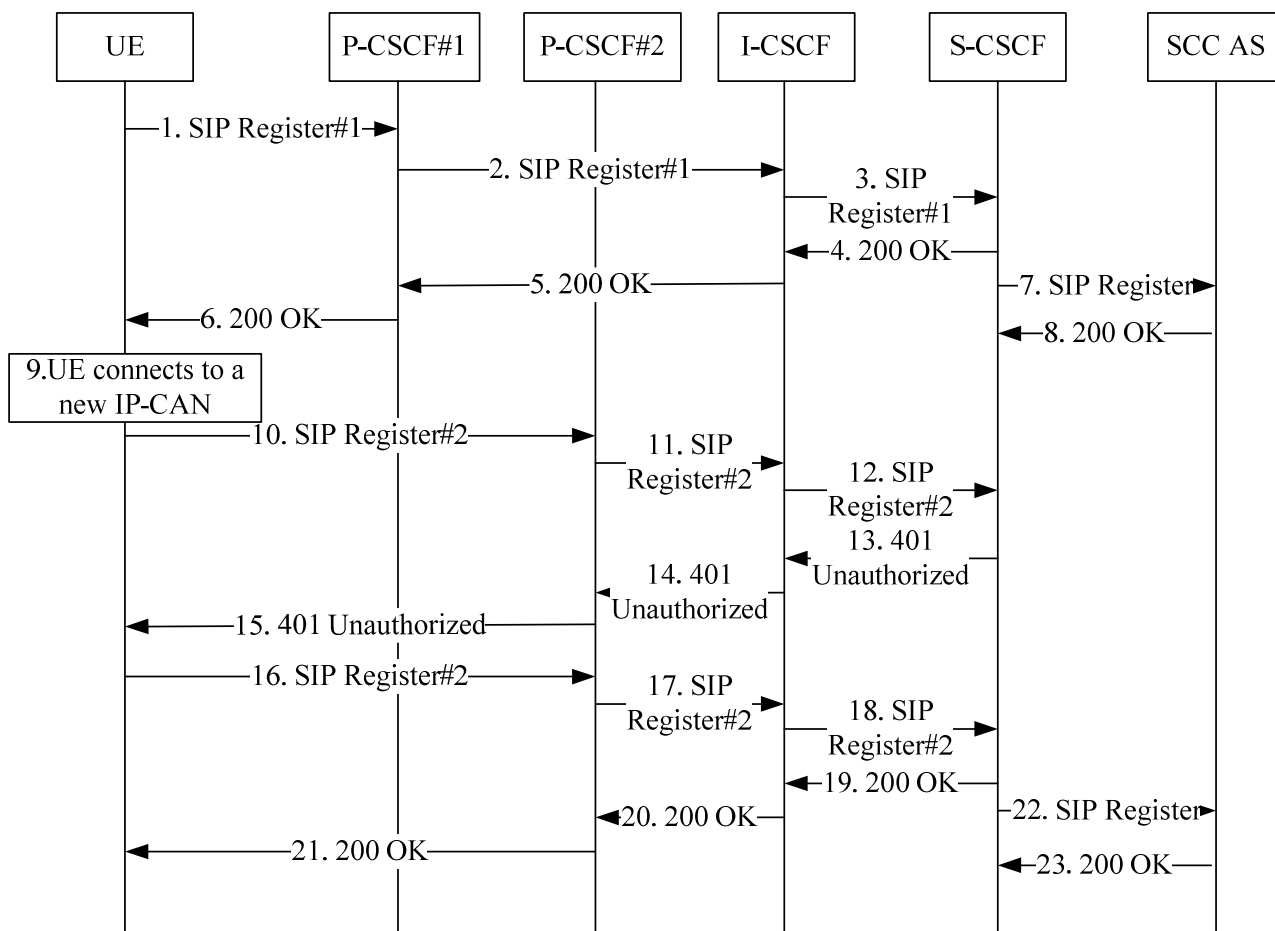 UE
P-CSCF#1
P-CSCF#2
I-CSCF
S-CSCF
SCC AS
1. SIP Register#1
2. SIP Register#1
3. SIP
Register#1
4. 200 OK
5. 200 OK
7. SIP Register
6. 200 OK
8. 200 OK
9.UE connects to a
new IP-CAN
10. SIP Register#2
11. SIP
Register#2
12. SIP
Register#2
13. 401
Unauthorized
14. 401
Unauthorized
15. 401 Unauthorized
16. SIP Register#2
17. SIP
Register#2
18. SIP
Register#2
19. 200 OK
20. 200 OK
22. SIP Register
21. 200 OK
23. 200 OK